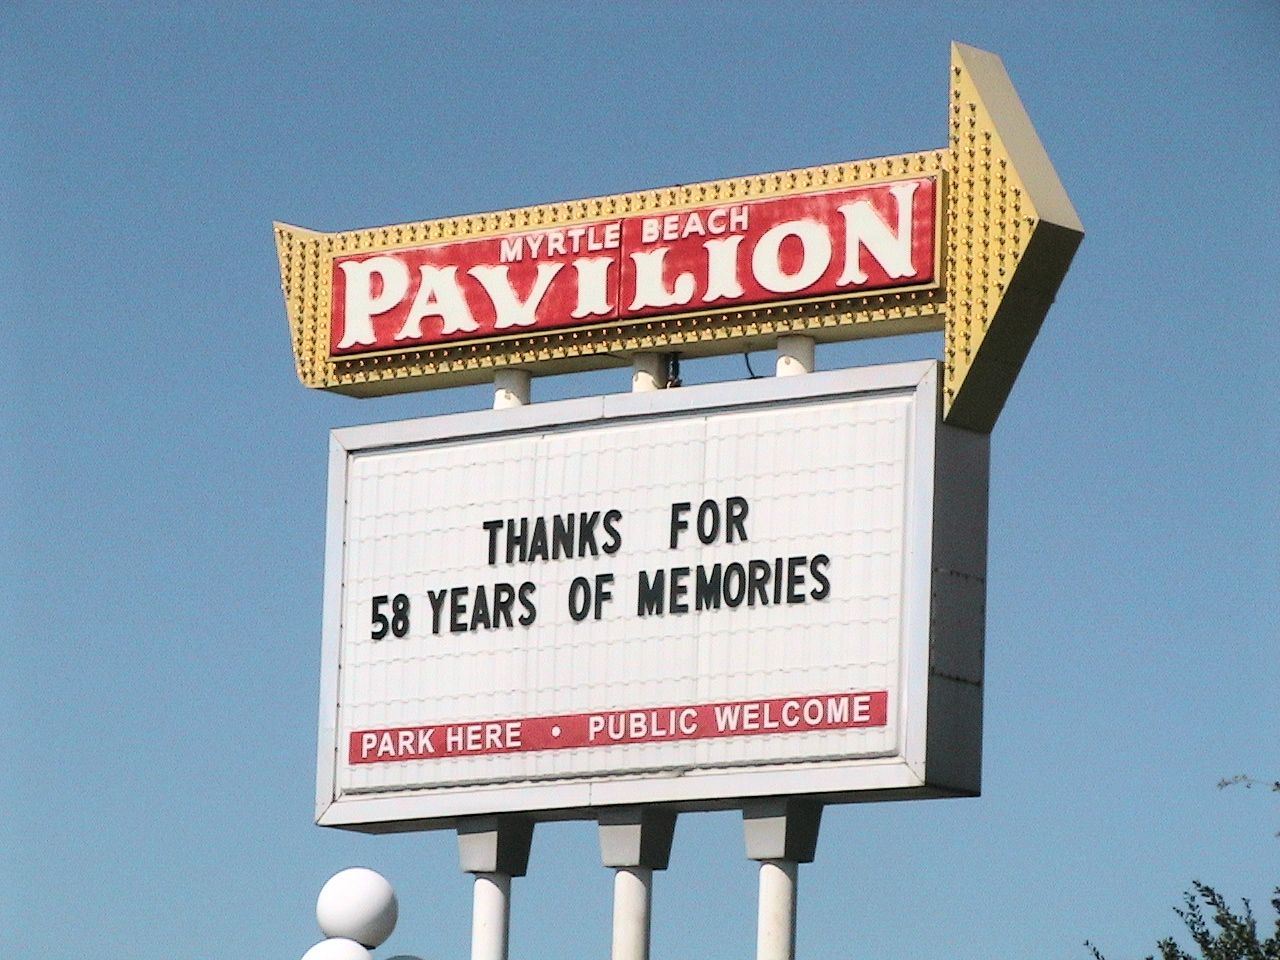 MYRTLE BEACH
PAVILION
THANKS FOR
58 YEARS OF MEMORIES
PARK HERE • PUBLIC WELCOME